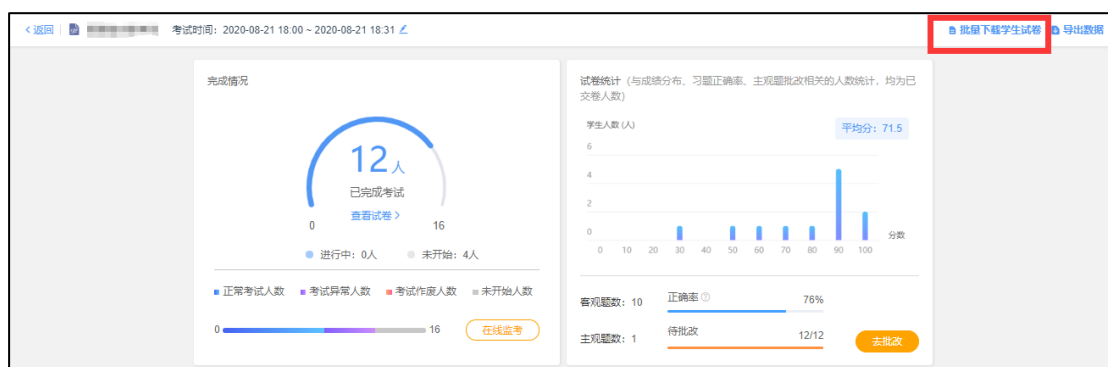 <返回
考试时间：2020-08-21 18:00 ~ 2020-08-21 18:31
批量下载学生试卷
导出数据
完成情况
12人
已完成考试
查看试卷>
0
16
进行中：0人
未开始：4人
正常考试人数
考试异常人数
考试作废人数
未开始人数
0
16
在线监考
试卷统计（与成绩分布、习题正确率、主观题批改相关的人数统计，均为已
交卷人数）
学生人数(人)
平均分：71.5
6
4
2
0
分数
0 10 20 30 40 50 60 70 80 90 100
客观题数：10
正确率
76%
主观题数：1
待批改
12/12
去批改